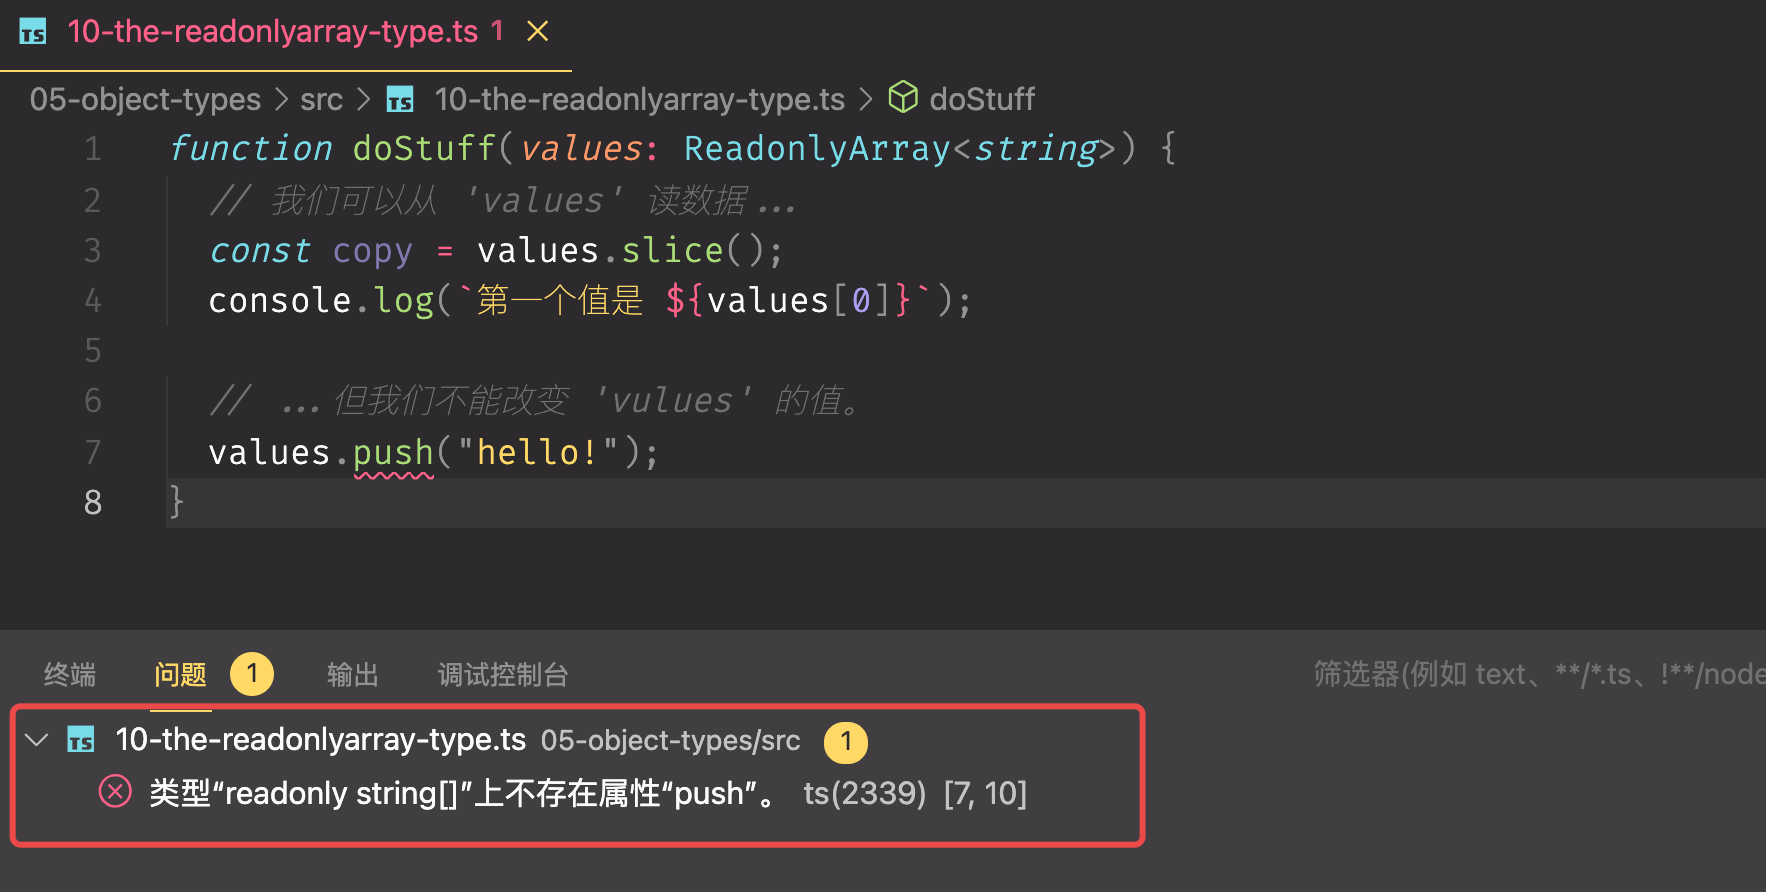 TS 10-the-readonlyarray-type.ts 1
05-object-types > src > TS 10-the-readonlyarray-type.ts > doStuff
1 function doStuff(values: ReadonlyArray<string>) {
2 // 我们可以从 'values' 读数据...
3 const copy = values.slice();
4 console.log(`第一个值是 ${values[0]}`);
5
6 // ...但我们不能改变 'vulues' 的值。
7 values.push("hello!");
8 }
终端 问题 1 输出 调试控制台 筛选器(例如 text、**/*.ts、!**/node
TS 10-the-readonlyarray-type.ts 05-object-types/src 1
类型“readonly string[]”上不存在属性“push”。 ts(2339) [7, 10]